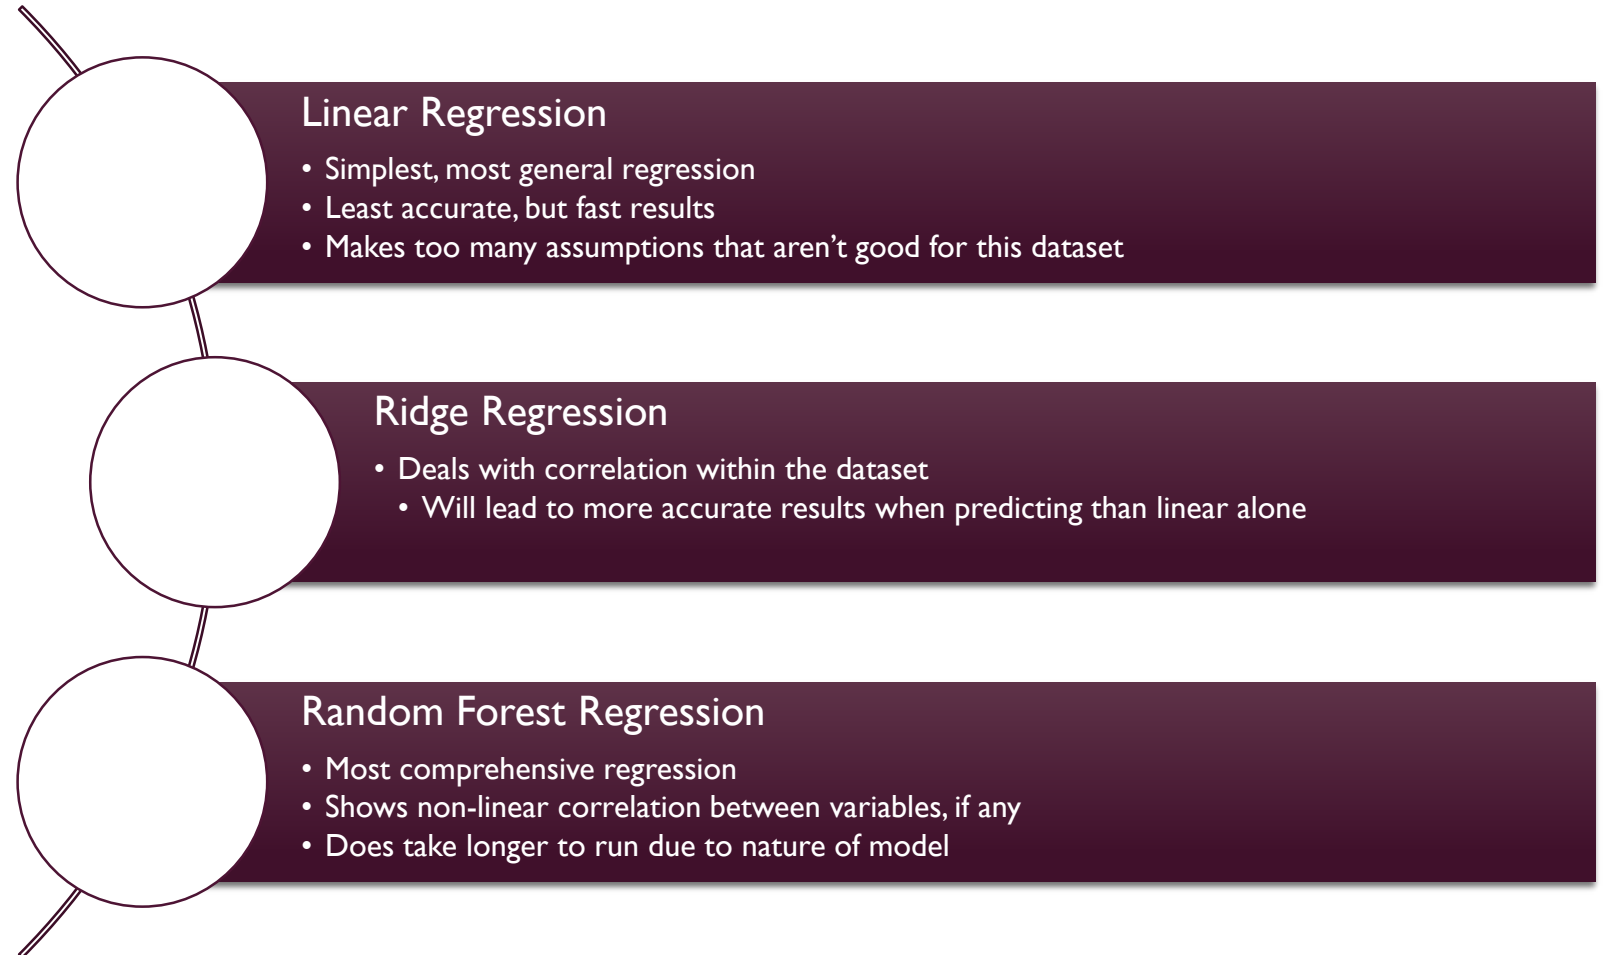 Linear Regression
• Simplest, most general regression
• Least accurate, but fast results
• Makes too many assumptions that aren’t good for this dataset
Ridge Regression
• Deals with correlation within the dataset
• Will lead to more accurate results when predicting than linear alone
Random Forest Regression
• Most comprehensive regression
• Shows non-linear correlation between variables, if any
• Does take longer to run due to nature of model